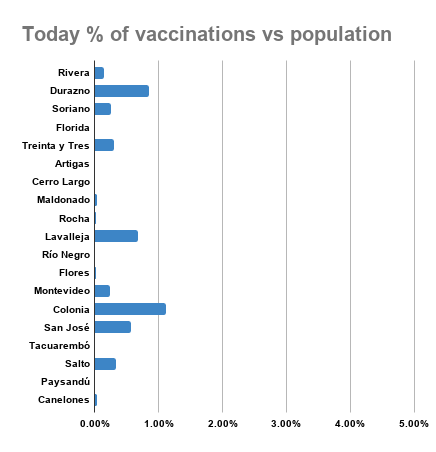 Today % of vaccinations vs population
Rivera
Durazno
Soriano
Florida
Treinta y Tres
Artigas
Cerro Largo
Maldonado
Rocha
Lavalleja
Río Negro
Flores
Montevideo
Colonia
San José
Tacuarembó
Salto
Paysandú
Canelones
0.00% 1.00% 2.00% 3.00% 4.00% 5.00%